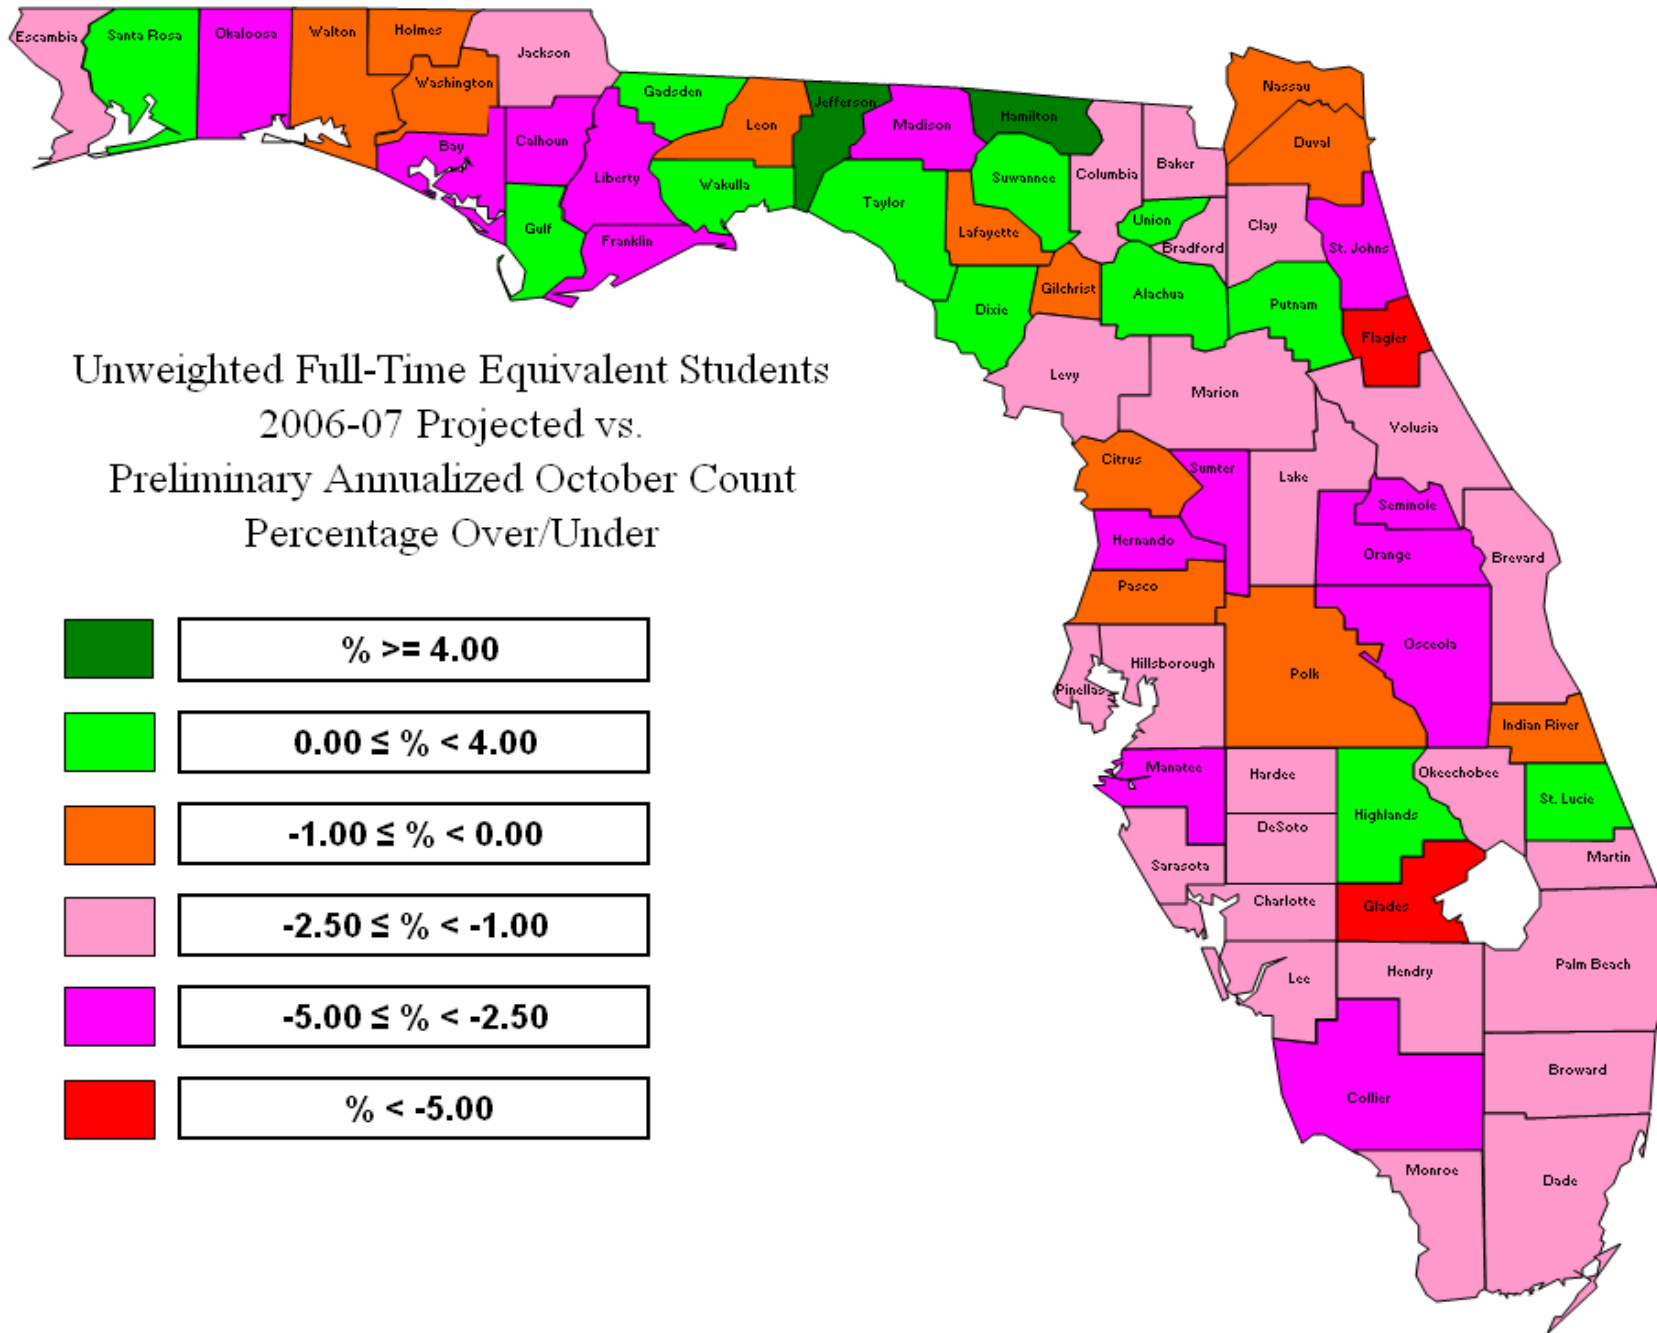 Escambia
Santa Rosa
Okaloosa
Walton
Holmes
Washington
Jackson
Bay
Calhoun
Gulf
Liberty
Franklin
Gadsden
Leon
Wakulla
Jefferson
Madison
Taylor
Hamilton
Suwannee
Lafayette
Dixie
Columbia
Baker
Union
Bradford
Gilchrist
Alachua
Nassau
Duval
Clay
St. Johns
Putnam
Flagler
Levy
Marion
Volusia
Citrus
Sumter
Lake
Seminole
Hernando
Orange
Brevard
Pasco
Osceola
Hillsborough
Polk
Pinellas
Indian River
Manatee
Hardee
Okeechobee
St. Lucie
Highlands
DeSoto
Martin
Sarasota
Charlotte
Glades
Palm Beach
Lee
Hendry
Broward
Collier
Monroe
Dade
Unweighted Full-Time Equivalent Students
2006-07 Projected vs.
Preliminary Annualized October Count
Percentage Over/Under
% >= 4.00
0.00 ≤ % < 4.00
-1.00 ≤ % < 0.00
-2.50 ≤ % < -1.00
-5.00 ≤ % < -2.50
% < -5.00